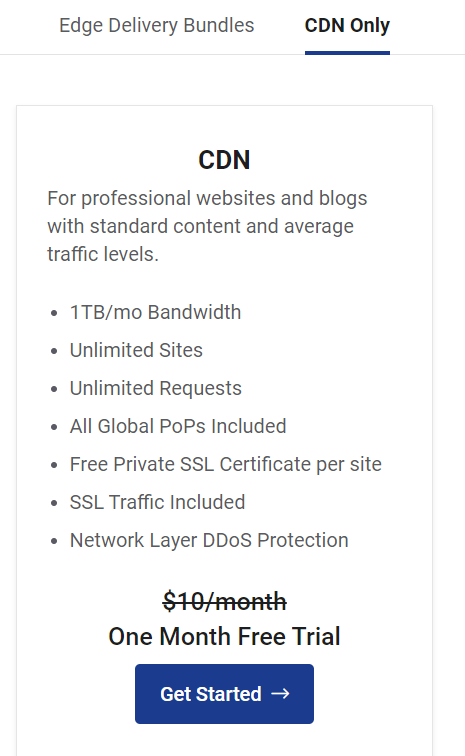 Edge Delivery Bundles
CDN Only
CDN
For professional websites and blogs
with standard content and average
traffic levels.
• 1TB/mo Bandwidth
• Unlimited Sites
• Unlimited Requests
• All Global PoPs Included
• Free Private SSL Certificate per site
• SSL Traffic Included
• Network Layer DDoS Protection
$10/month
One Month Free Trial
Get Started →